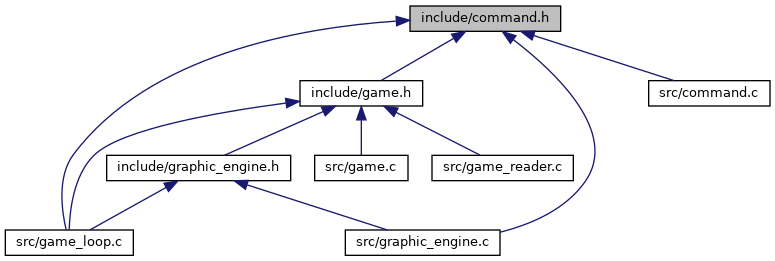 include/command.h
include/game.h
src/command.c
include/graphic_engine.h
src/game.c
src/game_reader.c
src/game_loop.c
src/graphic_engine.c